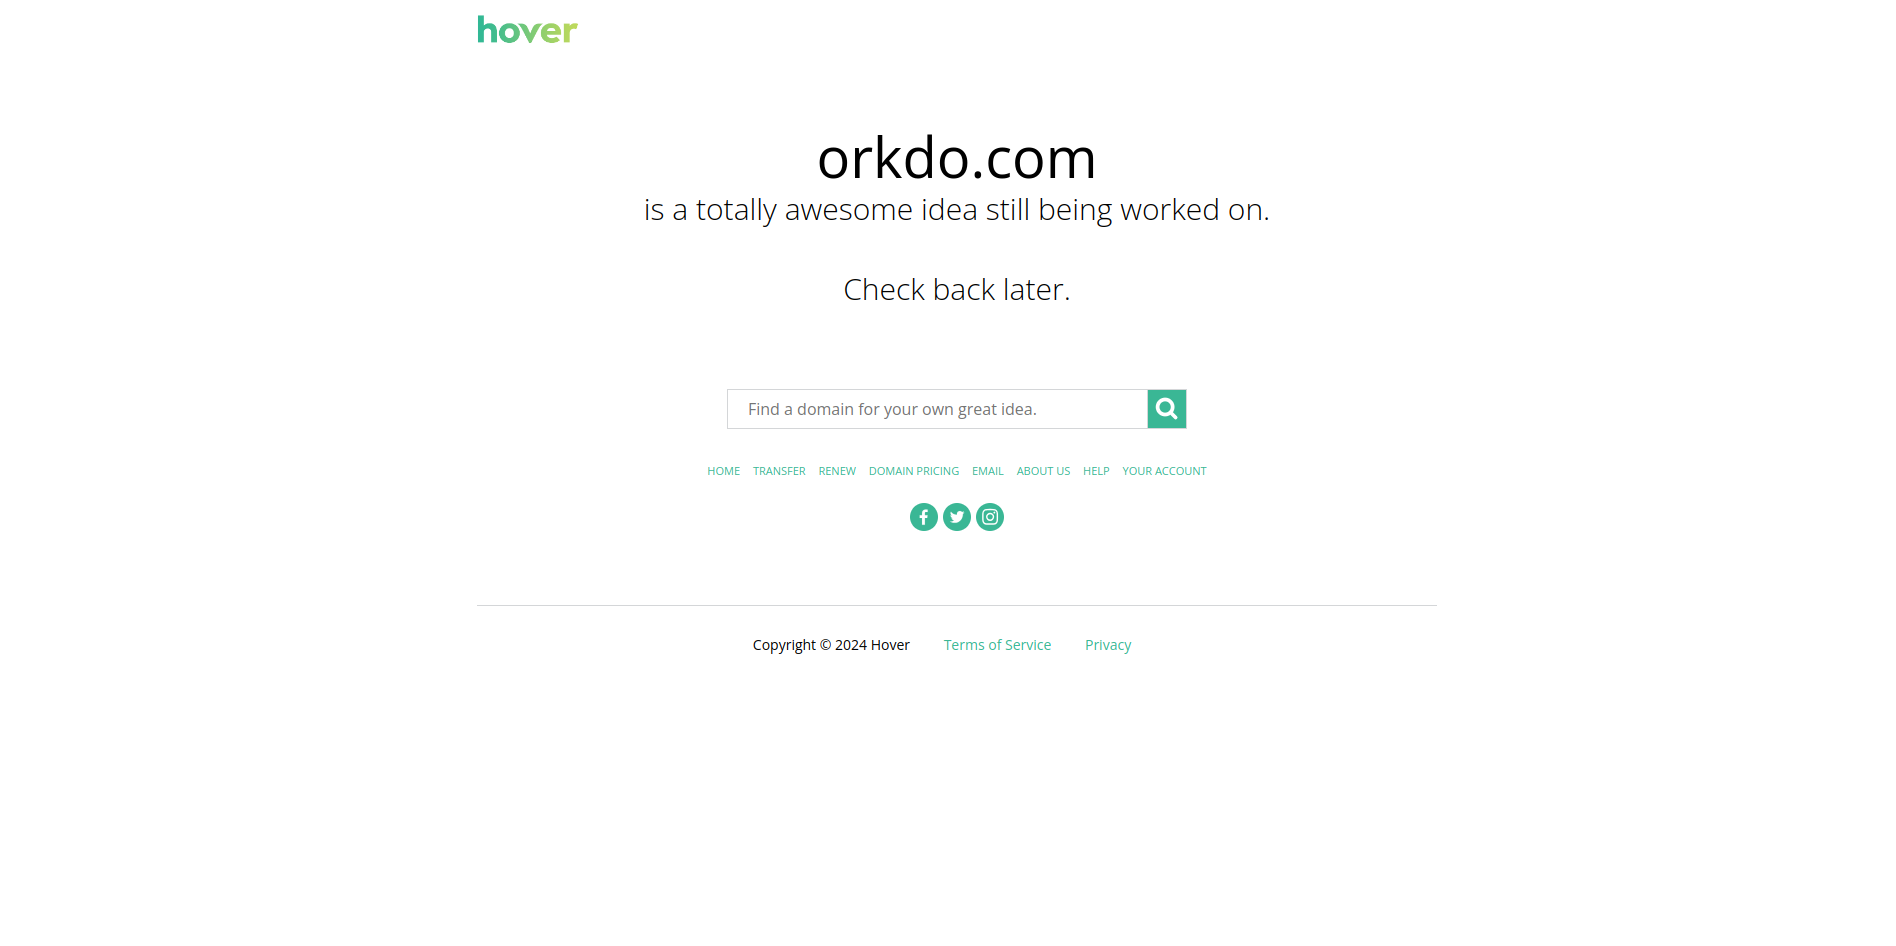 hover
orkdo.com
is a totally awesome idea still being worked on.
Check back later.
Find a domain for your own great idea.
HOME TRANSFER RENEW DOMAIN PRICING EMAIL ABOUT US HELP YOUR ACCOUNT
Copyright © 2024 Hover Terms of Service Privacy